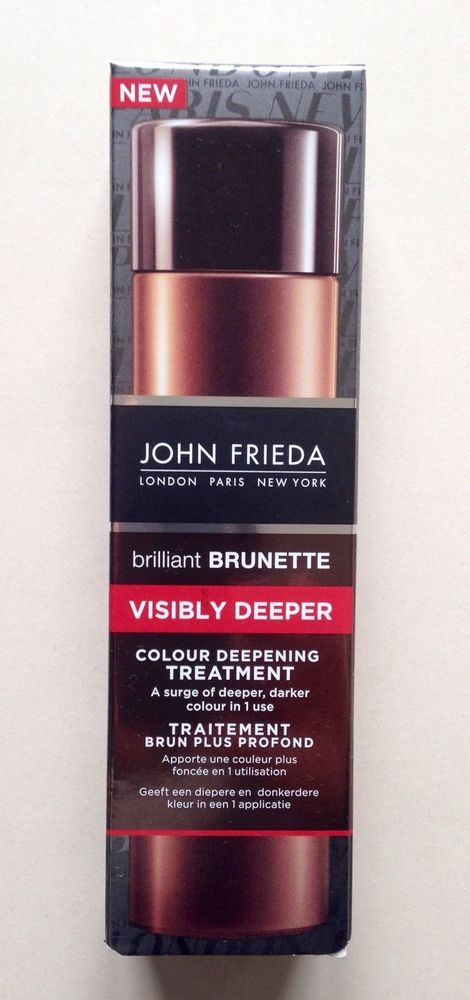 NEW
JOHN FRIEDA
LONDON PARIS NEW YORK
brilliant BRUNETTE
VISIBLY DEEPER
COLOUR DEEPENING
TREATMENT
A surge of deeper, darker
colour in 1 use
TRAITEMENT
BRUN PLUS PROFOND
Apporte une couleur plus
foncée en 1 utilisation
Geeft een diepere en donkerdere
kleur in een 1 applicatie